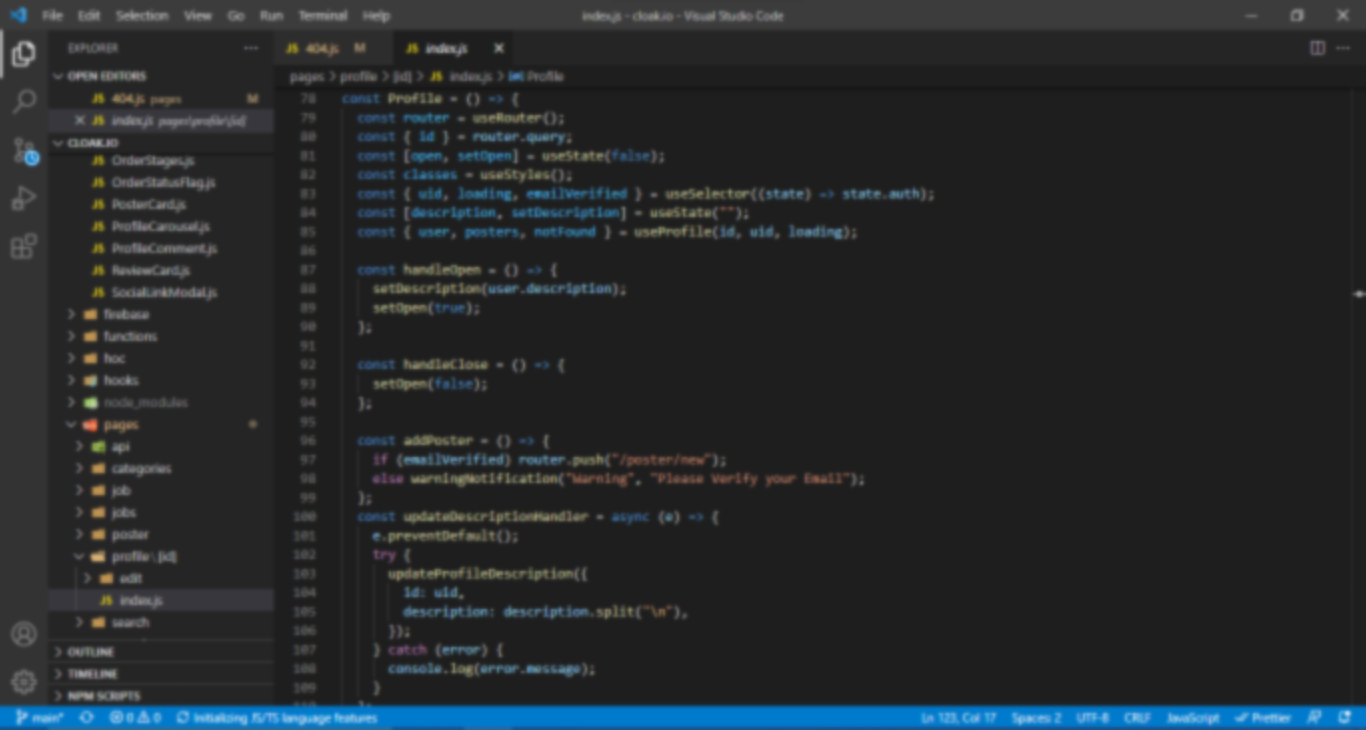 File Edit Selection View Go Run Terminal Help index.js - cloak.io - Visual Studio Code
EXPLORER
OPEN EDITORS
JS 404.js pages M
JS index.js pages\profile\[id]
CLOAK.IO
JS OrderStages.js
JS OrderStatusFlag.js
JS PosterCard.js
JS ProfileCarousel.js
JS ProfileComment.js
JS ReviewCard.js
JS SocialLinkModal.js
firebase
functions
hoc
hooks
node_modules
pages
api
categories
job
jobs
poster
profile \ [id]
edit
JS index.js
search
OUTLINE
TIMELINE
NPM SCRIPTS
JS 404.js M JS index.js
pages > profile > [id] > JS index.js > Profile
78 const Profile = () => {
79 const router = useRouter();
80 const { id } = router.query;
81 const [open, setOpen] = useState(false);
82 const classes = useStyles();
83 const { uid, loading, emailVerified } = useSelector((state) => state.auth);
84 const [description, setDescription] = useState("");
85 const { user, posters, notFound } = useProfile(id, uid, loading);
86
87 const handleOpen = () => {
88 setDescription(user.description);
89 setOpen(true);
90 };
91
92 const handleClose = () => {
93 setOpen(false);
94 };
95
96 const addPoster = () => {
97 if (emailVerified) router.push("/poster/new");
98 else warningNotification("Warning", "Please Verify your Email");
99 };
100 const updateDescriptionHandler = async (e) => {
101 e.preventDefault();
102 try {
103 updateProfileDescription({
104 id: uid,
105 description: description.split("\n"),
106 });
107 } catch (error) {
108 console.log(error.message);
109 }
main* 0 0 Initializing JS/TS language features Ln 123, Col 17 Spaces: 2 UTF-8 CRLF JavaScript Prettier